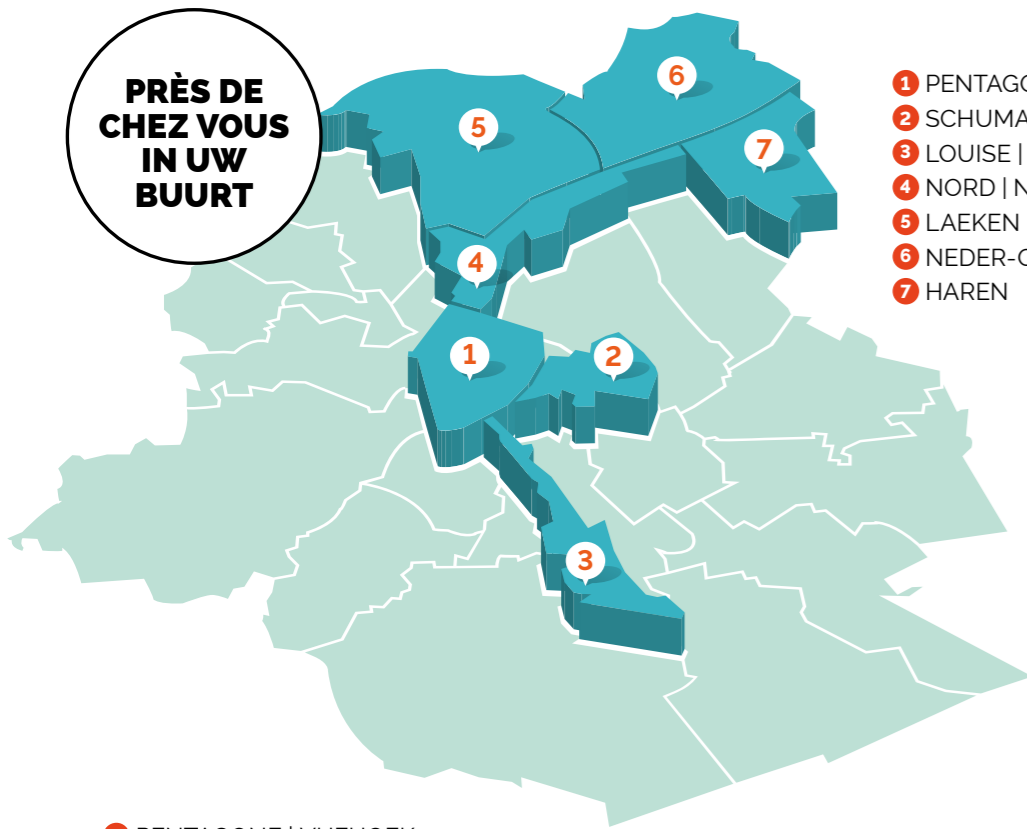 PRÈS DE
CHEZ VOUS
IN UW
BUURT
6
5
7
4
1
2
3
1 PENTAGO
2 SCHUMA
3 LOUISE |
4 NORD | N
5 LAEKEN
6 NEDER-O
7 HAREN